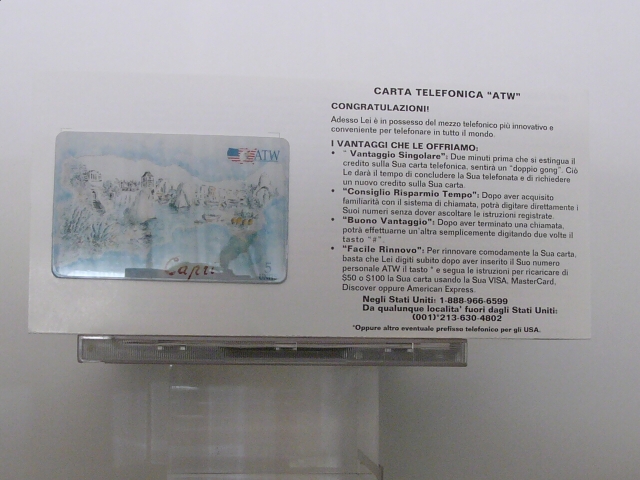 ATW
Capri
5
CARTA TELEFONICA "ATW"
CONGRATULAZIONI!
Adesso Lei è in possesso del mezzo telefonico più innovativo e
conveniente per telefonare in tutto il mondo.
I VANTAGGI CHE LE OFFRIAMO:
• "Vantaggio Singolare": Due minuti prima che si estingua il
credito sulla Sua carta telefonica, sentirà un "doppio gong". Ciò
Le darà il tempo di concludere la Sua telefonata e di richiedere
un nuovo credito sulla Sua carta.
• "Consiglio Risparmio Tempo": Dopo aver acquisito
familiarità con il sistema di chiamata, potrà digitare direttamente i
Suoi numeri senza dover ascoltare le istruzioni registrate.
• "Buono Vantaggio": Dopo aver terminato una chiamata,
potrà effettuarne un'altra semplicemente digitando due volte il
tasto "#".
• "Facile Rinnovo": Per rinnovare comodamente la Sua carta,
basta che Lei digiti subito dopo aver inserito il Suo numero
personale ATW il tasto * e segua le istruzioni per ricaricare di
$50 o $100 la Sua carta usando la Sua VISA, MasterCard,
Discover oppure American Express.
Negli Stati Uniti: 1-888-966-6599
Da qualunque localita' fuori dagli Stati Uniti:
(001)*213-630-4802
*Oppure altro eventuale prefisso telefonico per gli USA.